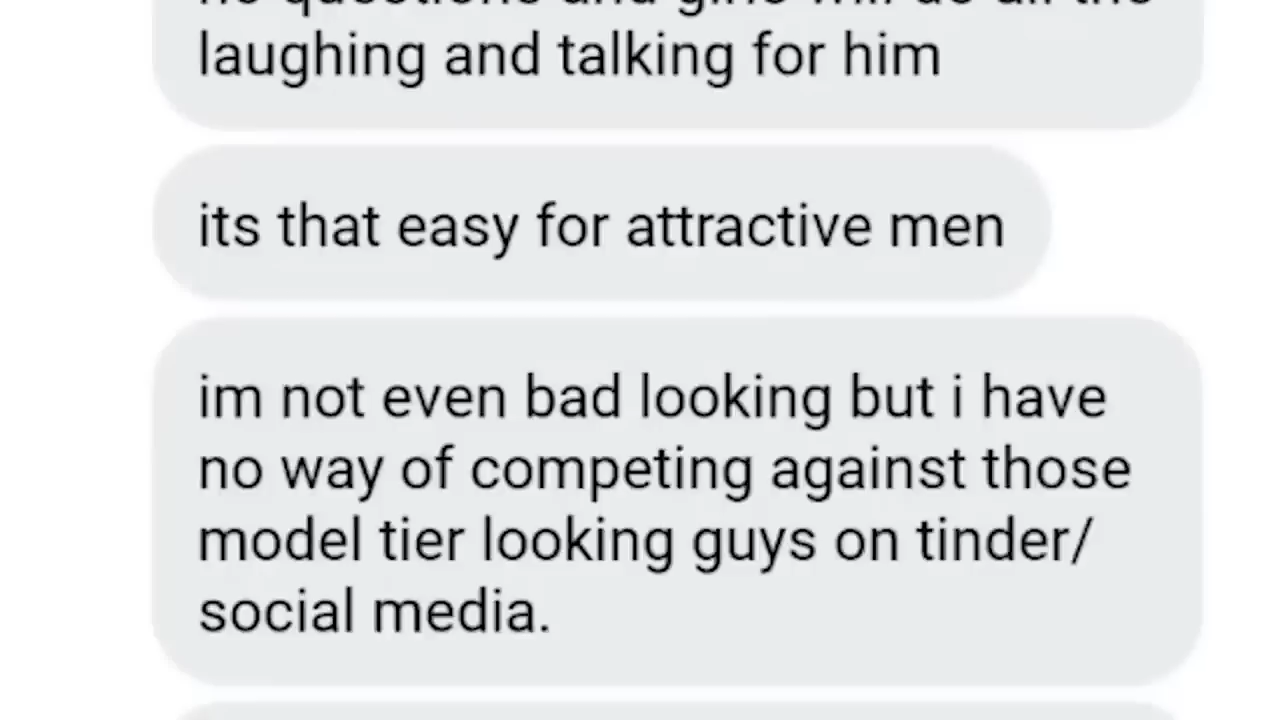 laughing and talking for him
its that easy for attractive men
im not even bad looking but i have
no way of competing against those
model tier looking guys on tinder/
social media.